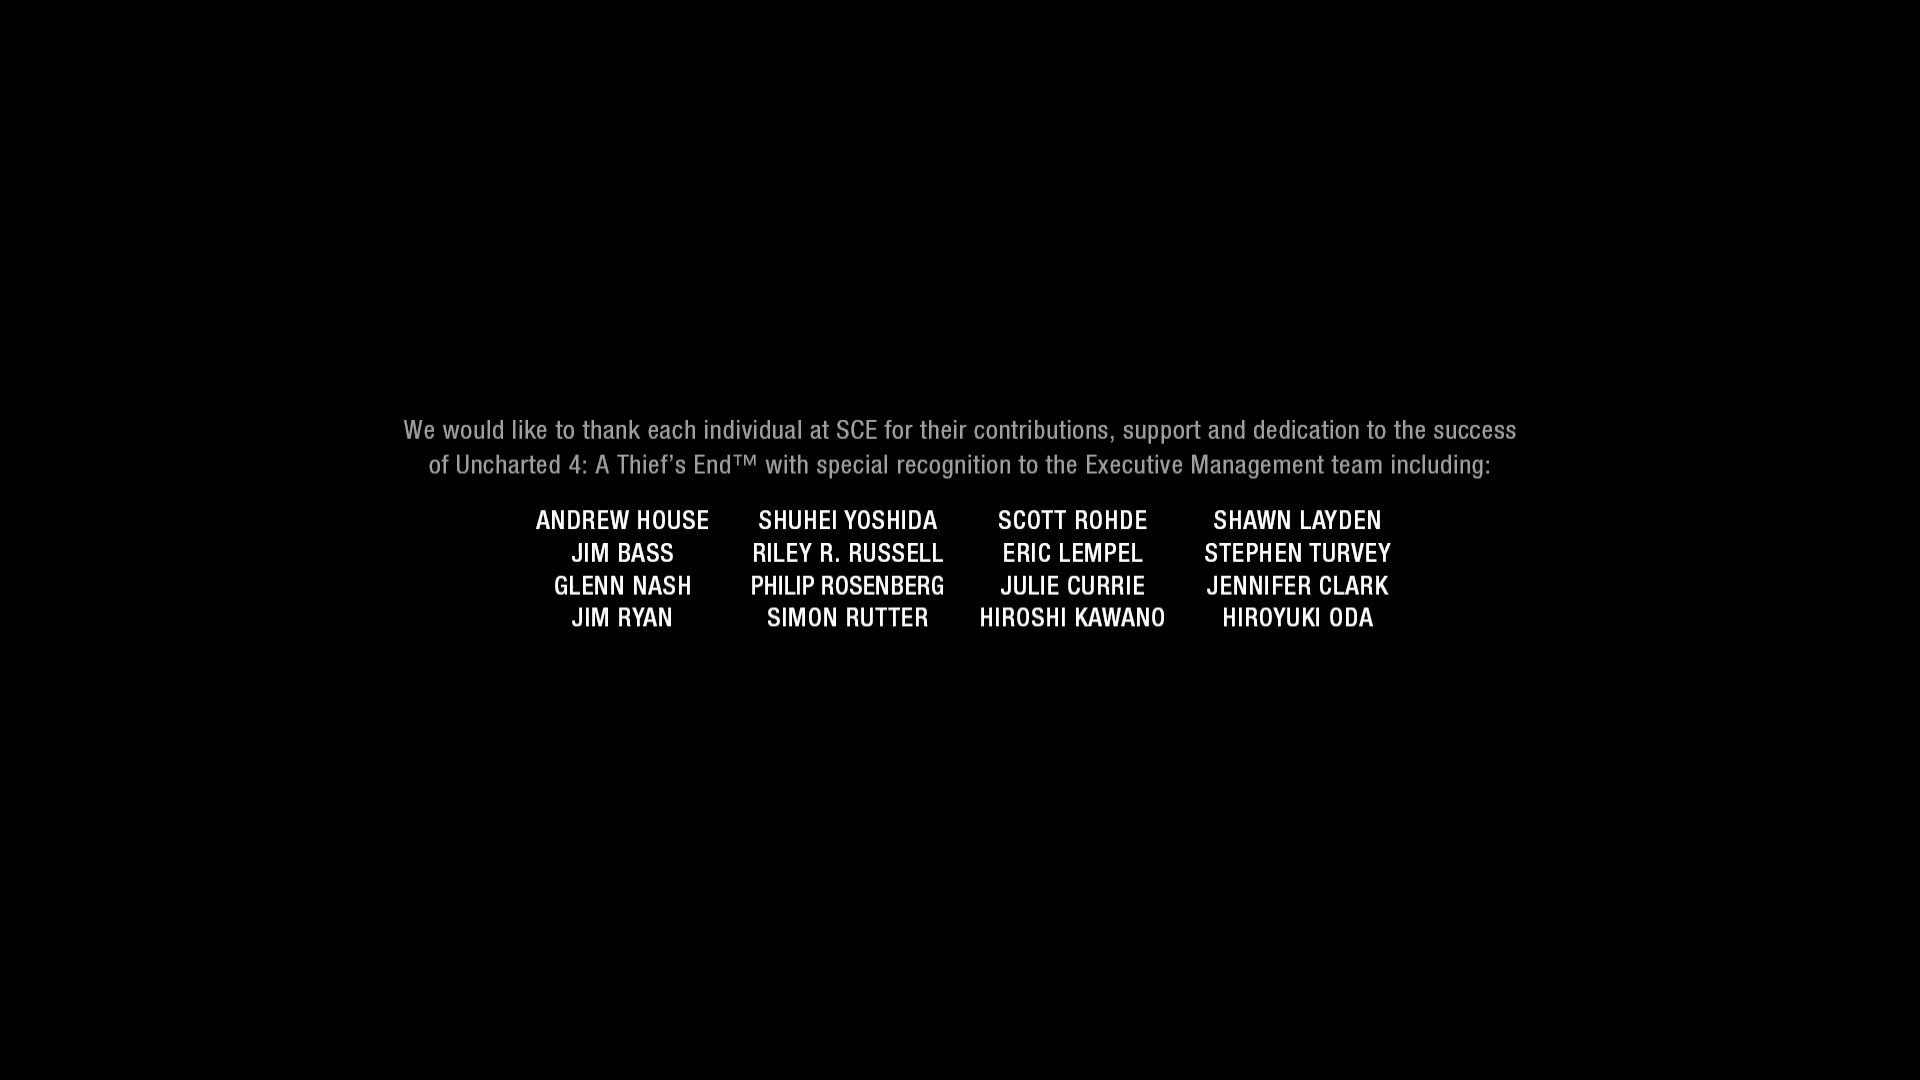 We would like to thank each individual at SCE for their contributions, support and dedication to the success
of Uncharted 4: A Thief’s End™ with special recognition to the Executive Management team including:
ANDREW HOUSE SHUHEI YOSHIDA SCOTT ROHDE SHAWN LAYDEN
JIM BASS RILEY R. RUSSELL ERIC LEMPEL STEPHEN TURVEY
GLENN NASH PHILIP ROSENBERG JULIE CURRIE JENNIFER CLARK
JIM RYAN SIMON RUTTER HIROSHI KAWANO HIROYUKI ODA